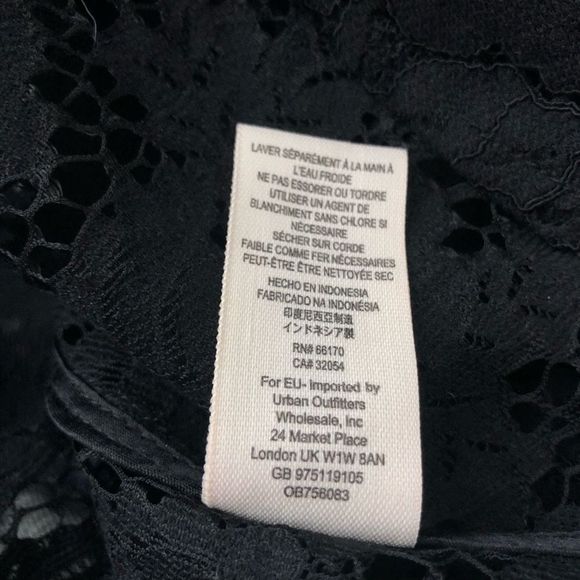 LAVER SÉPARÉMENT À LA MAIN À
L'EAU FROIDE
NE PAS ESSORER OU TORDRE
UTILISER UN AGENT DE
BLANCHIMENT SANS CHLORE SI
NÉCESSAIRE
SÉCHER SUR CORDE
FAIBLE COMME FER NÉCESSAIRES
PEUT-ÊTRE ÊTRE NETTOYÉE SEC
HECHO EN INDONESIA
FABRICADO NA INDONÉSIA
印度尼西亞制造
インドネシア製
RN# 66170
CA# 32054
For EU- Imported by
Urban Outfitters
Wholesale, Inc
24 Market Place
London UK W1W 8AN
GB 975119105
OB756083